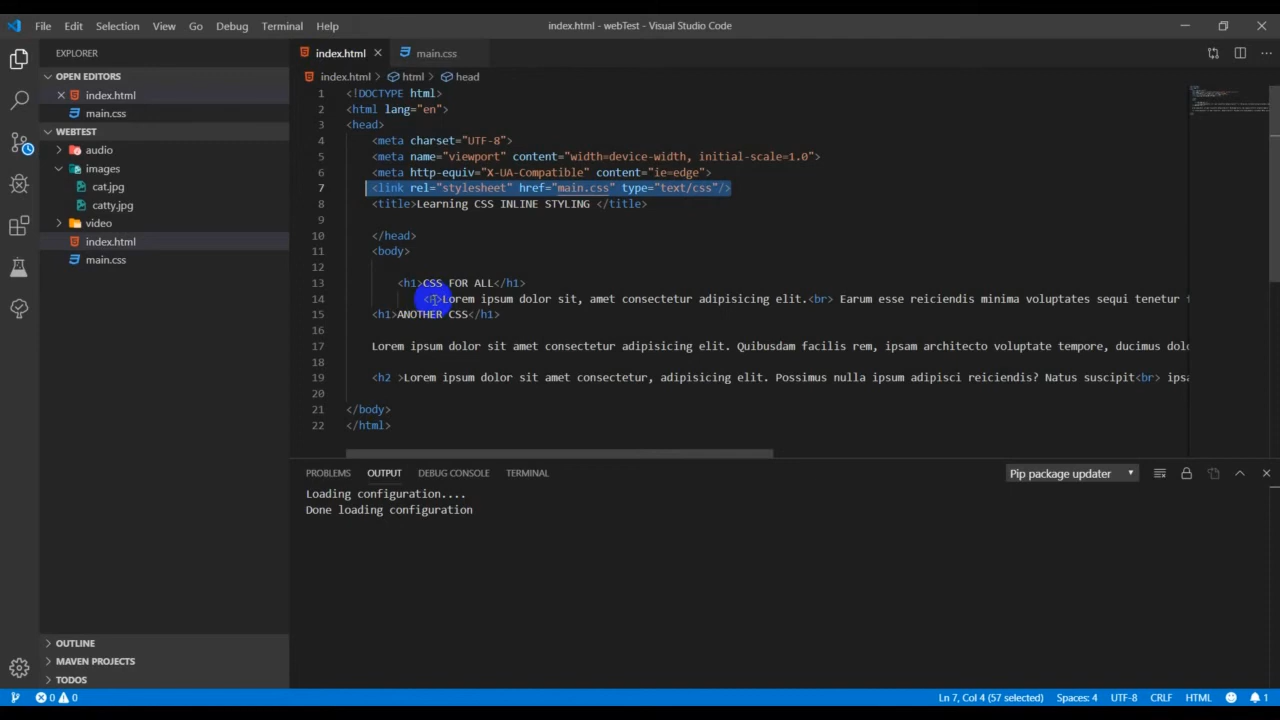 File Edit Selection View Go Debug Terminal Help index.html - webTest - Visual Studio Code
EXPLORER
OPEN EDITORS
index.html
main.css
WEBTEST
audio
images
cat.jpg
catty.jpg
video
index.html
main.css
OUTLINE
MAVEN PROJECTS
TODOS
index.html main.css
index.html > html > head
1 <!DOCTYPE html>
2 <html lang="en">
3 <head>
4 <meta charset="UTF-8">
5 <meta name="viewport" content="width=device-width, initial-scale=1.0">
6 <meta http-equiv="X-UA-Compatible" content="ie=edge">
7 <link rel="stylesheet" href="main.css" type="text/css"/>
8 <title>Learning CSS INLINE STYLING </title>
9
10 </head>
11 <body>
12
13 <h1>CSS FOR ALL</h1>
14 Lorem ipsum dolor sit, amet consectetur adipisicing elit.<br> Earum esse reiciendis minima voluptates sequi tenetur
15 <h1>ANOTHER CSS</h1>
16
17 Lorem ipsum dolor sit amet consectetur adipisicing elit. Quibusdam facilis rem, ipsam architecto voluptate tempore, ducimus dolo
18
19 <h2 >Lorem ipsum dolor sit amet consectetur, adipisicing elit. Possimus nulla ipsum adipisci reiciendis? Natus suscipit<br> ipsa
20
21 </body>
22 </html>
PROBLEMS OUTPUT DEBUG CONSOLE TERMINAL Pip package updater
Loading configuration....
Done loading configuration
0 0 Ln 7, Col 4 (57 selected) Spaces: 4 UTF-8 CRLF HTML 1